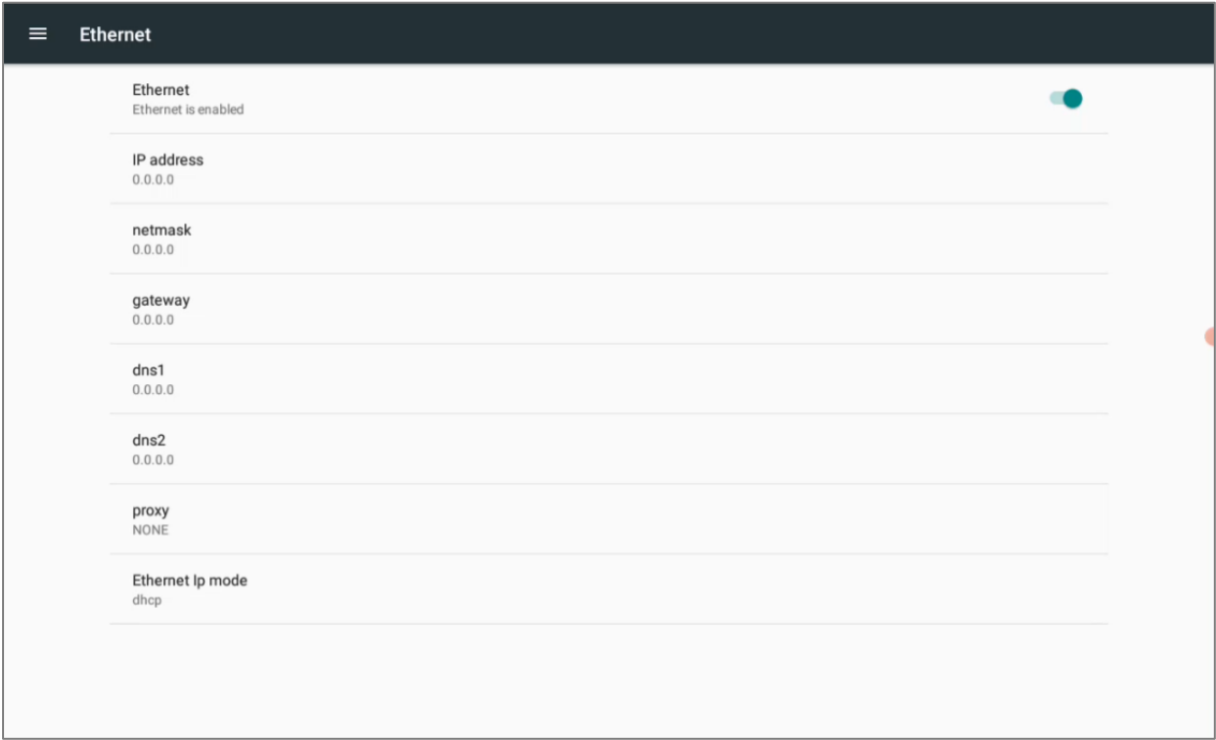 Ethernet
Ethernet
Ethernet is enabled
IP address
0.0.0.0
netmask
0.0.0.0
gateway
0.0.0.0
dns1
0.0.0.0
dns2
0.0.0.0
proxy
NONE
Ethernet Ip mode
dhcp